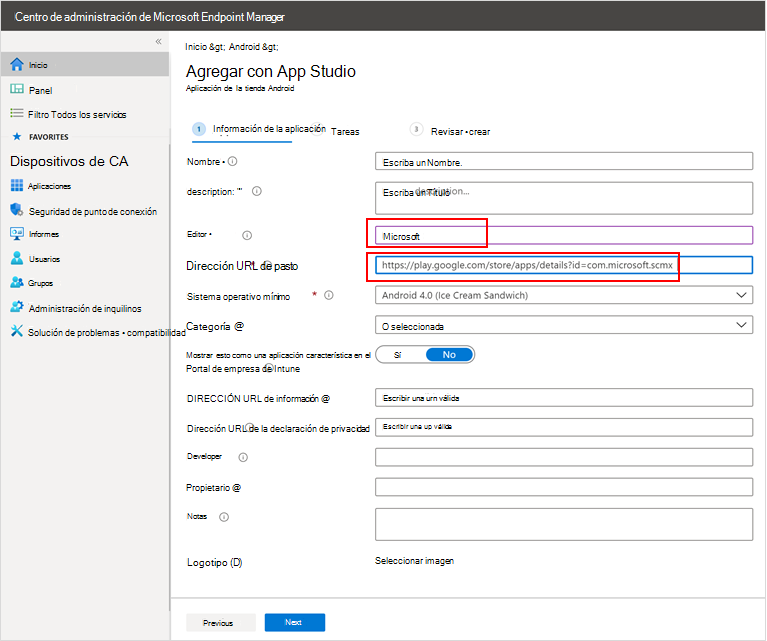 Centro de administración de Microsoft Endpoint Manager
«
Inicio
Panel
Filtro Todos los servicios
FAVORITES
Dispositivos de CA
Aplicaciones
Seguridad de punto de conexión
Informes
Usuarios
Grupos
Administración de inquilinos
Solución de problemas • compatibilidad
Inicio &gt; Android &gt;
Agregar con App Studio
Aplicación de la tienda Android
1 Información de la aplicación Tareas 3 Revisar • crear
Nombre • Escriba un Nombre.
description: "" Escriba un Título description...
Editor • Microsoft
Dirección URL de pasto * https://play.google.com/store/apps/details?id=com.microsoft.scmx
Sistema operativo mínimo * Android 4.0 (Ice Cream Sandwich)
Categoría @ O seleccionada
Mostrar esto como una aplicación característica en el Sí No
Portal de empresa de Intune
DIRECCIÓN URL de información @ Escribir una urn válida
Dirección URL de la declaración de privacidad Escribir une up válide
Developer
Propietario @
Notas
Logotipo (D) Seleccionar imagen
Previous Next